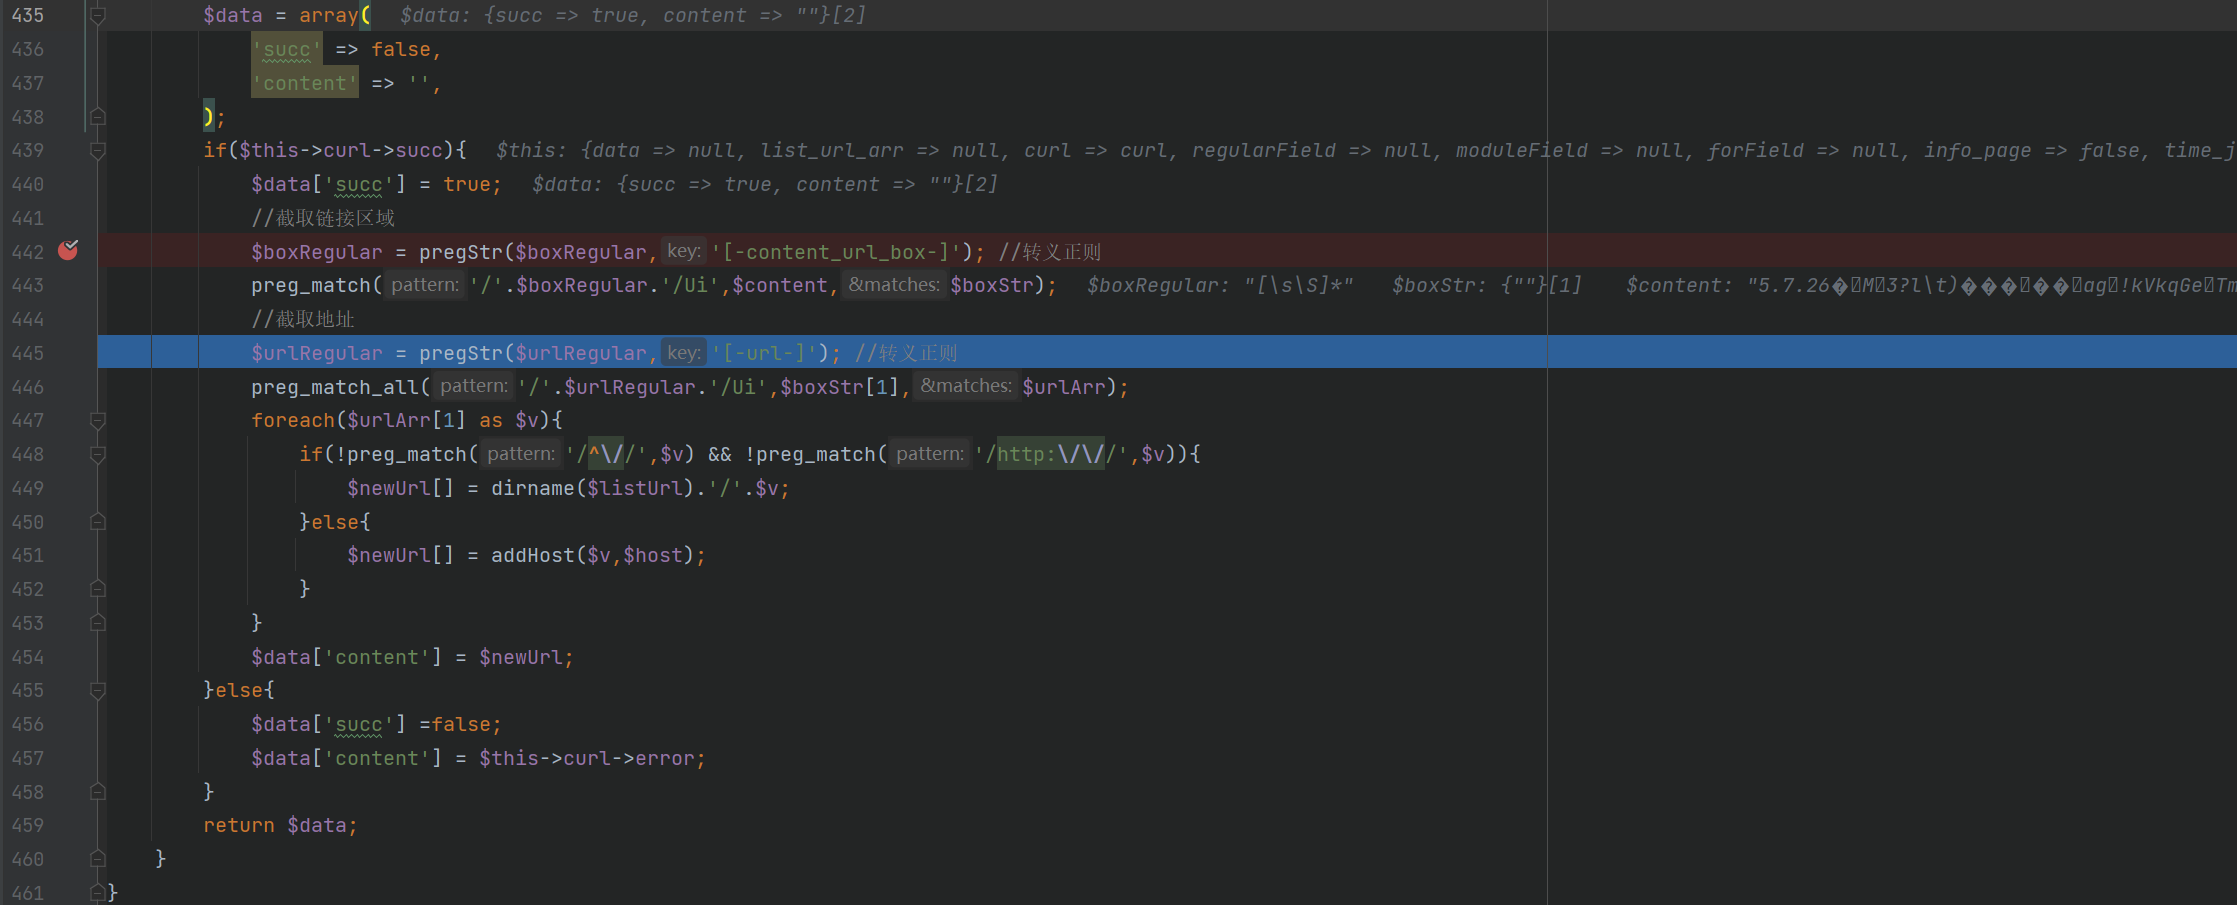 435 $data = array( $data: {succ => true, content => ""}[2]
436 'succ' => false,
437 'content' => '',
438 );
439 if($this->curl->succ){ $this: {data => null, list_url_arr => null, curl => curl, regularField => null, moduleField => null, forField => null, info_page => false, time_j
440 $data['succ'] = true; $data: {succ => true, content => ""}[2]
441 //截取链接区域
442 $boxRegular = pregStr($boxRegular, key: '[-content_url_box-]'); //转义正则
443 preg_match( pattern: '/'.$boxRegular.'/Ui',$content, &matches: $boxStr); $boxRegular: "[\s\S]*" $boxStr: {""}[1] $content: "5.7.26 M 3?l\t) ag !kVkqGe Tm
444 //截取地址
445 $urlRegular = pregStr($urlRegular, key: '[-url-]'); //转义正则
446 preg_match_all( pattern: '/'.$urlRegular.'/Ui',$boxStr[1], &matches: $urlArr);
447 foreach($urlArr[1] as $v){
448 if(!preg_match( pattern: '/^\//',$v) && !preg_match( pattern: '/http:\/\//',$v)){
449 $newUrl[] = dirname($listUrl).'/'.$v;
450 }else{
451 $newUrl[] = addHost($v,$host);
452 }
453 }
454 $data['content'] = $newUrl;
455 }else{
456 $data['succ'] =false;
457 $data['content'] = $this->curl->error;
458 }
459 return $data;
460 }
461 }